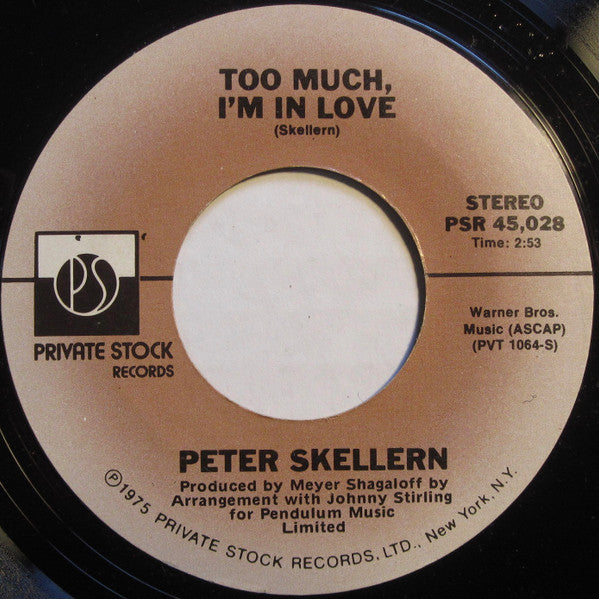 TOO MUCH,
I'M IN LOVE
(Skellern)
STEREO
PSR 45,028
Time: 2:53
PS
PRIVATE STOCK
RECORDS
Warner Bros.
Music (ASCAP)
(PVT 1064-S)
PETER SKELLERN
Produced by Meyer Shagaloff by
Arrangement with Johnny Stirling
for Pendulum Music
Limited
Ⓟ1975 PRIVATE STOCK RECORDS, LTD., New York, N.Y.